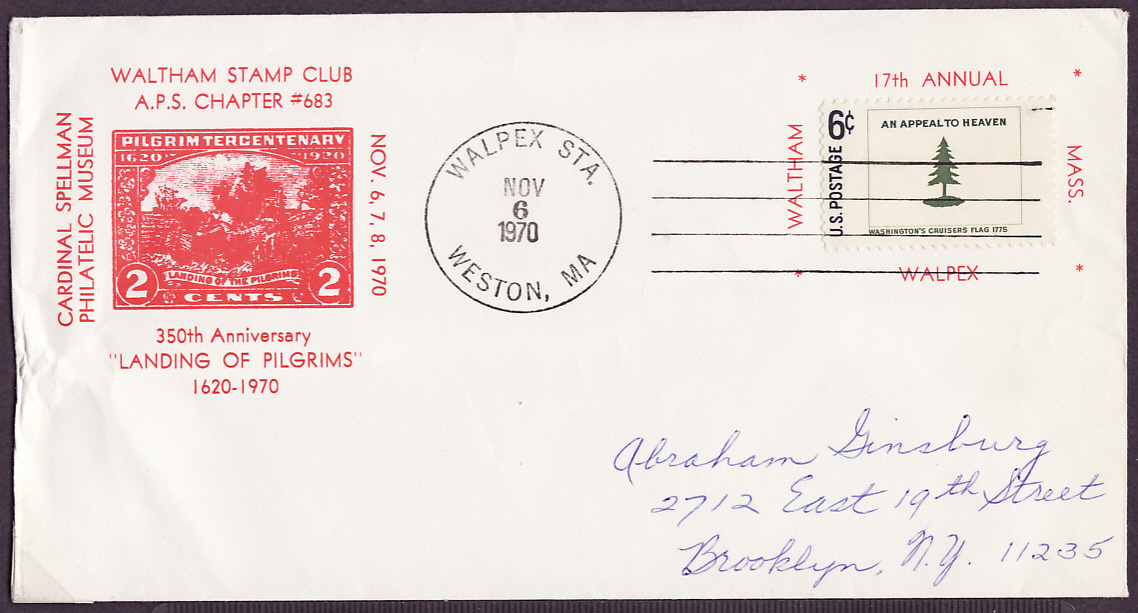 WALTHAM STAMP CLUB
A.P.S. CHAPTER #683
CARDINAL SPELLMAN
PHILATELIC MUSEUM
PILGRIM TERCENTENARY
1620 1920
LANDING OF THE PILGRIMS
2 CENTS 2
NOV. 6, 7, 8, 1970
350th Anniversary
"LANDING OF PILGRIMS"
1620-1970
WALPEX STA.
NOV
6
1970
WESTON, MA
* 17th ANNUAL *
WALTHAM
MASS.
* WALPEX *
6¢
U.S. POSTAGE
AN APPEAL TO HEAVEN
WASHINGTON'S CRUISERS FLAG 1775
Abraham Ginsburg
2712 East 19th Street
Brooklyn, N.Y. 11235